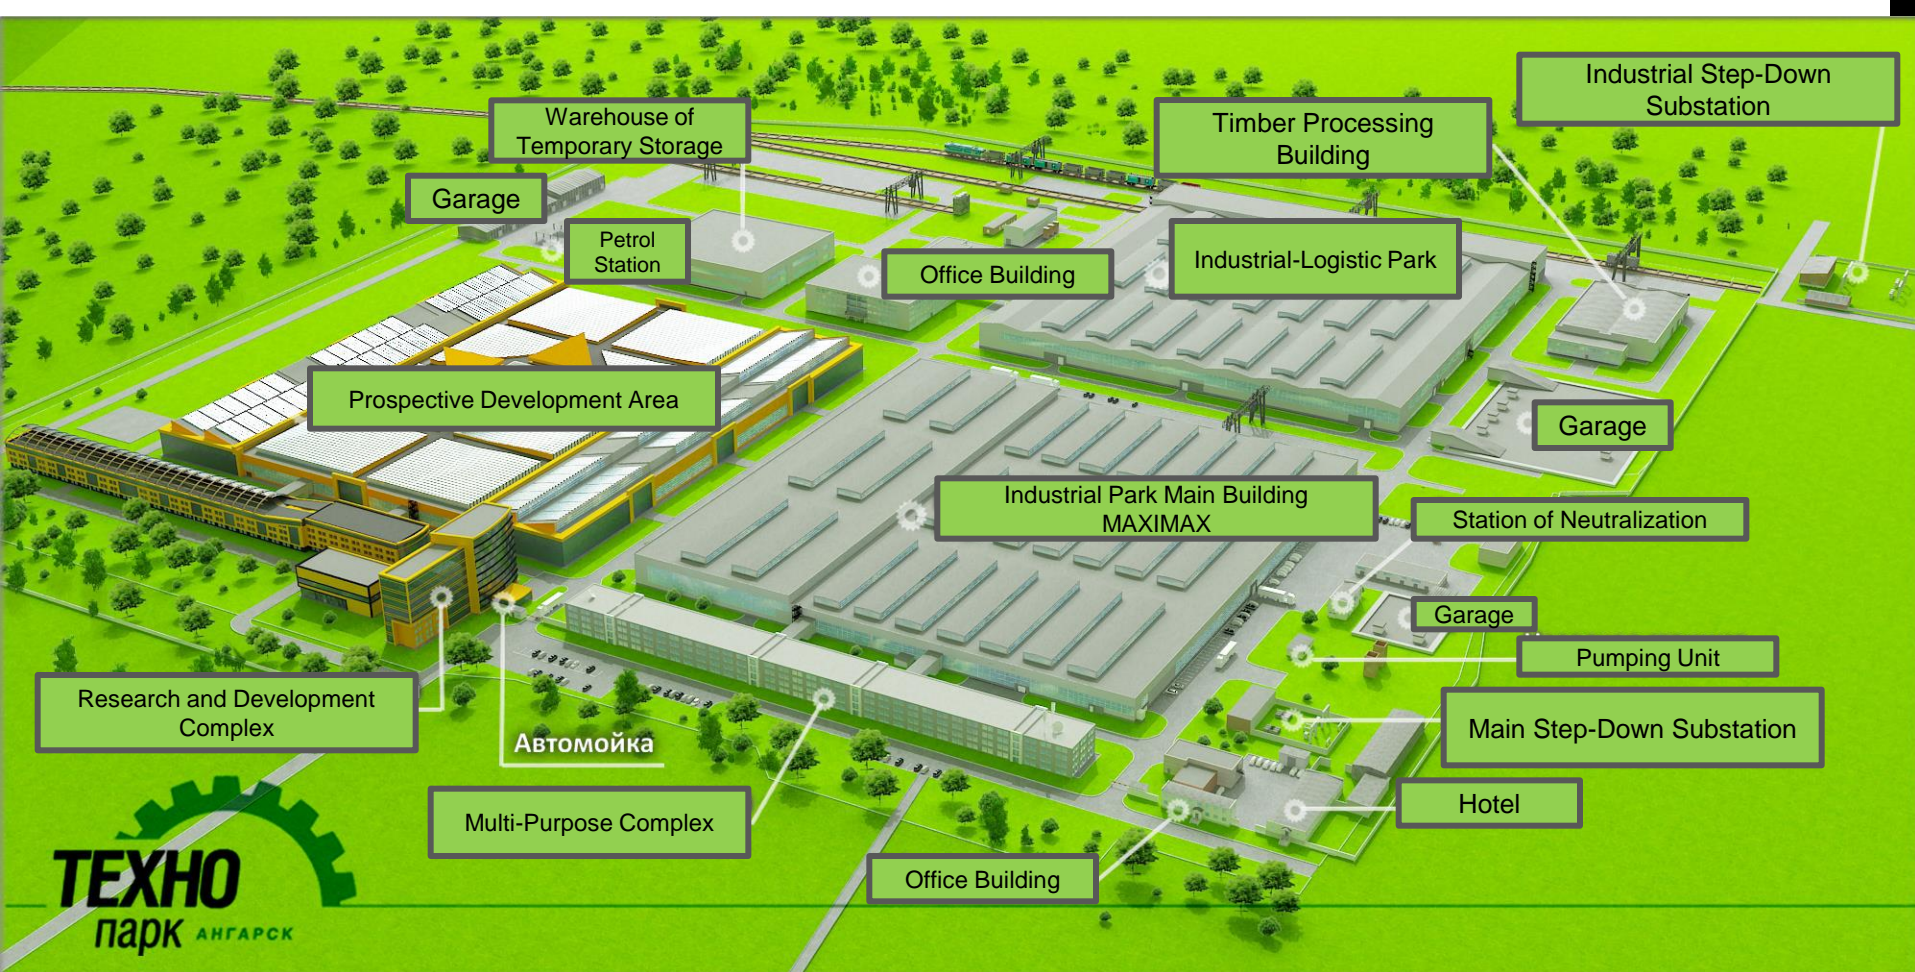 Industrial Step-Down
Substation
Warehouse of
Temporary Storage
Timber Processing
Building
Garage
Petrol
Station
Office Building
Industrial-Logistic Park
Prospective Development Area
Garage
Industrial Park Main Building
MAXIMAX
Station of Neutralization
Garage
Pumping Unit
Research and Development
Complex
Main Step-Down Substation
Автомойка
Multi-Purpose Complex
Hotel
Office Building
ТЕХНО
парк АНГАРСК